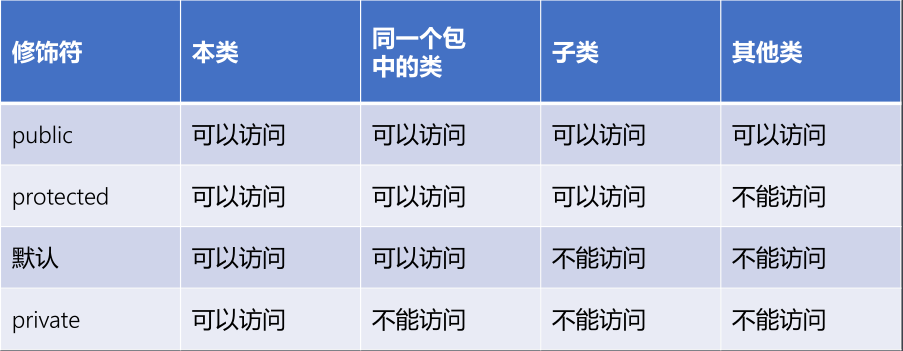 修饰符 本类 同一个包 子类 其他类
中的类
public 可以访问 可以访问 可以访问 可以访问
protected 可以访问 可以访问 可以访问 不能访问
默认 可以访问 可以访问 不能访问 不能访问
private 可以访问 不能访问 不能访问 不能访问